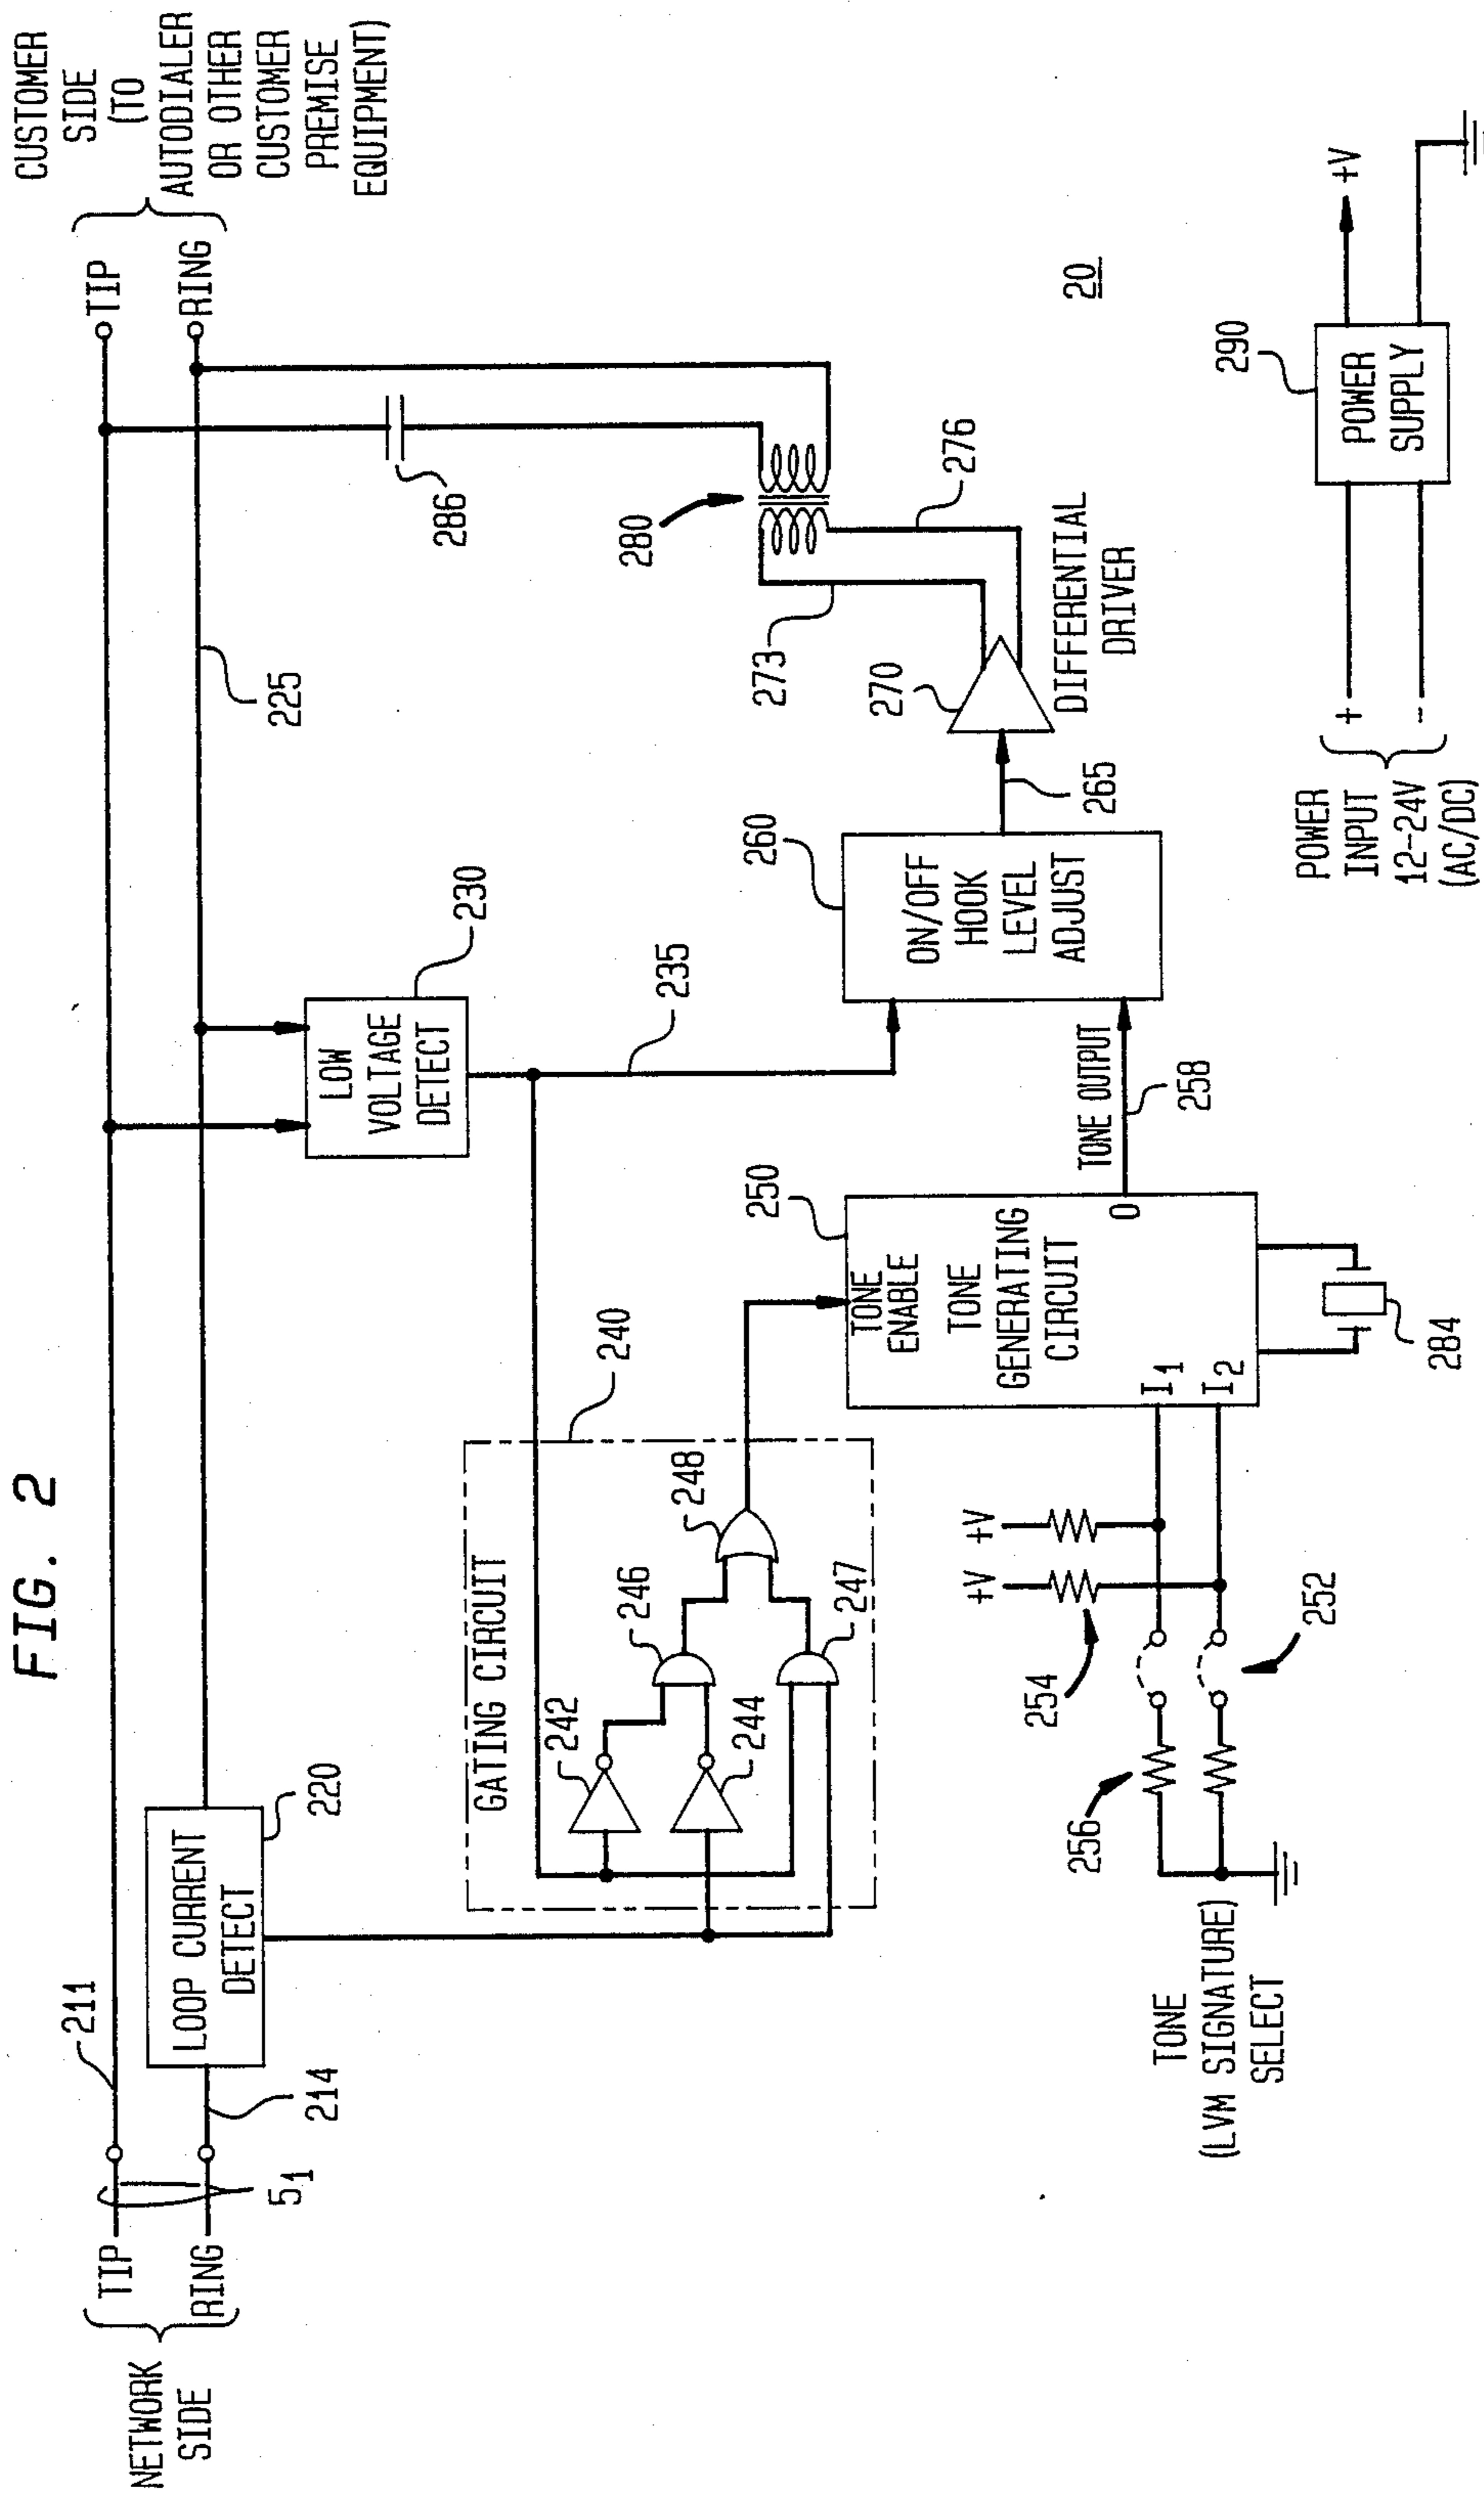 FIG. 2
NETWORK
SIDE
TIP
RING
5₁
211
214
LOOP CURRENT
DETECT
220
225
TIP
RING
CUSTOMER
SIDE
(TO
AUTODIALER
OR OTHER
CUSTOMER
PREMISE
EQUIPMENT)
LOW
VOLTAGE
DETECT
230
235
286
280
273
276
GATING CIRCUIT
240
242
244
246
247
248
250
TONE
ENABLE
TONE
GENERATING
CIRCUIT
O
I₁
I₂
TONE OUTPUT
258
260
ON/OFF
HOOK
LEVEL
ADJUST
265
270
DIFFERENTIAL
DRIVER
20
+V
+V
254
252
256
TONE
(LVM SIGNATURE)
SELECT
284
POWER
INPUT
12-24V
(AC/DC)
+
-
POWER
SUPPLY
290
+V